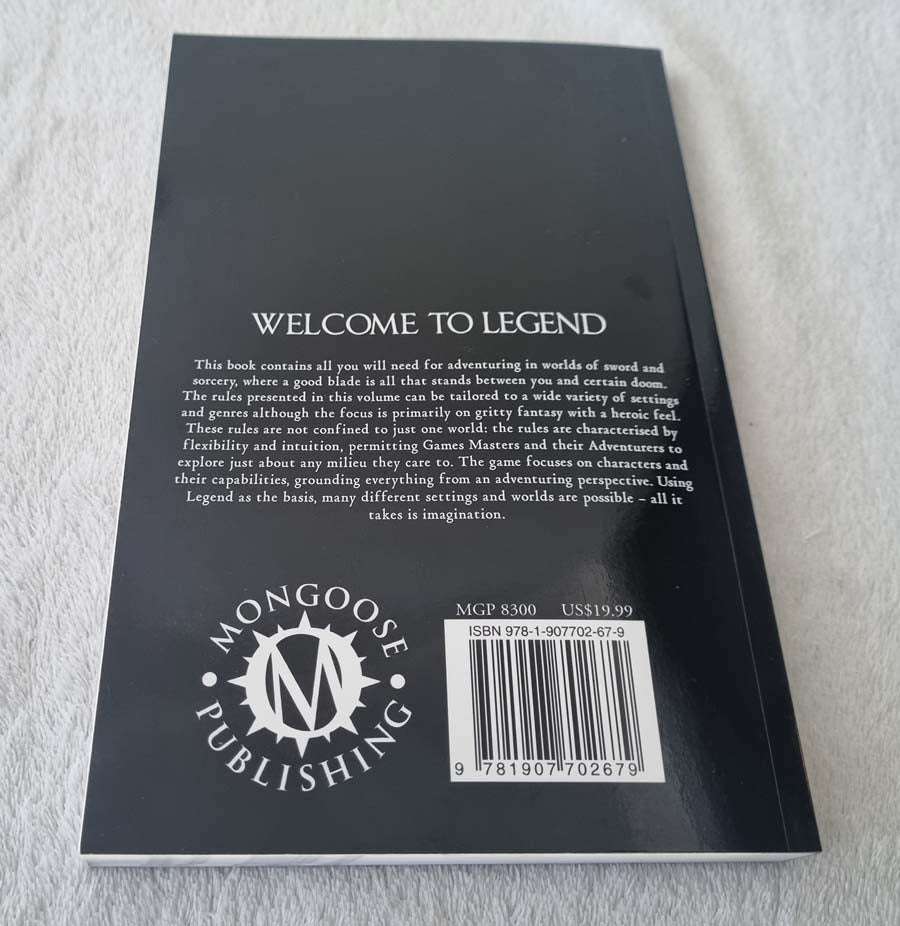 WELCOME TO LEGEND
This book contains all you will need for adventuring in worlds of sword and
sorcery, where a good blade is all that stands between you and certain doom.
The rules presented in this volume can be tailored to a wide variety of settings
and genres although the focus is primarily on gritty fantasy with a heroic feel.
These rules are not confined to just one world: the rules are characterised by
flexibility and intuition, permitting Games Masters and their Adventurers to
explore just about any milieu they care to. The game focuses on characters and
their capabilities, grounding everything from an adventuring perspective. Using
Legend as the basis, many different settings and worlds are possible – all it
takes is imagination.
MONGOOSE
M
PUBLISHING
MGP 8300 US$19.99
ISBN 978-1-907702-67-9
9 781907 702679